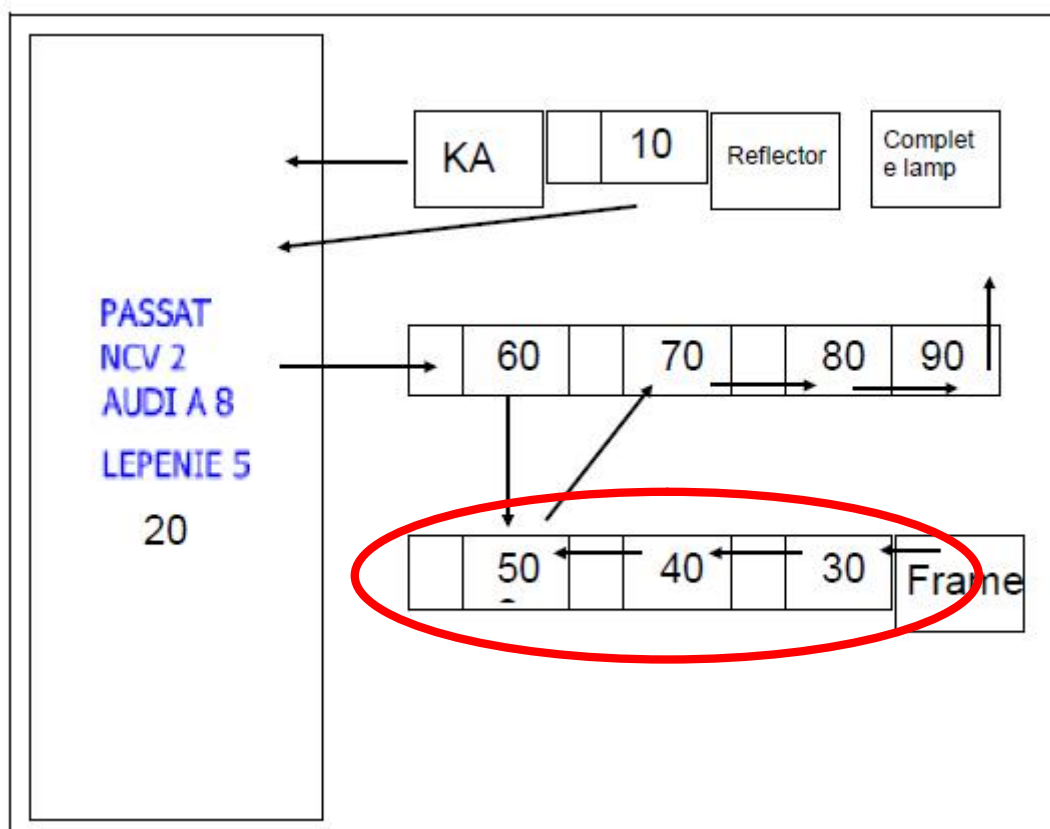 KA
10
Reflector
Complet
e lamp
PASSAT
NCV 2
AUDI A 8
LEPENIE 5
20
60
70
80
90
50
40
30
Frame